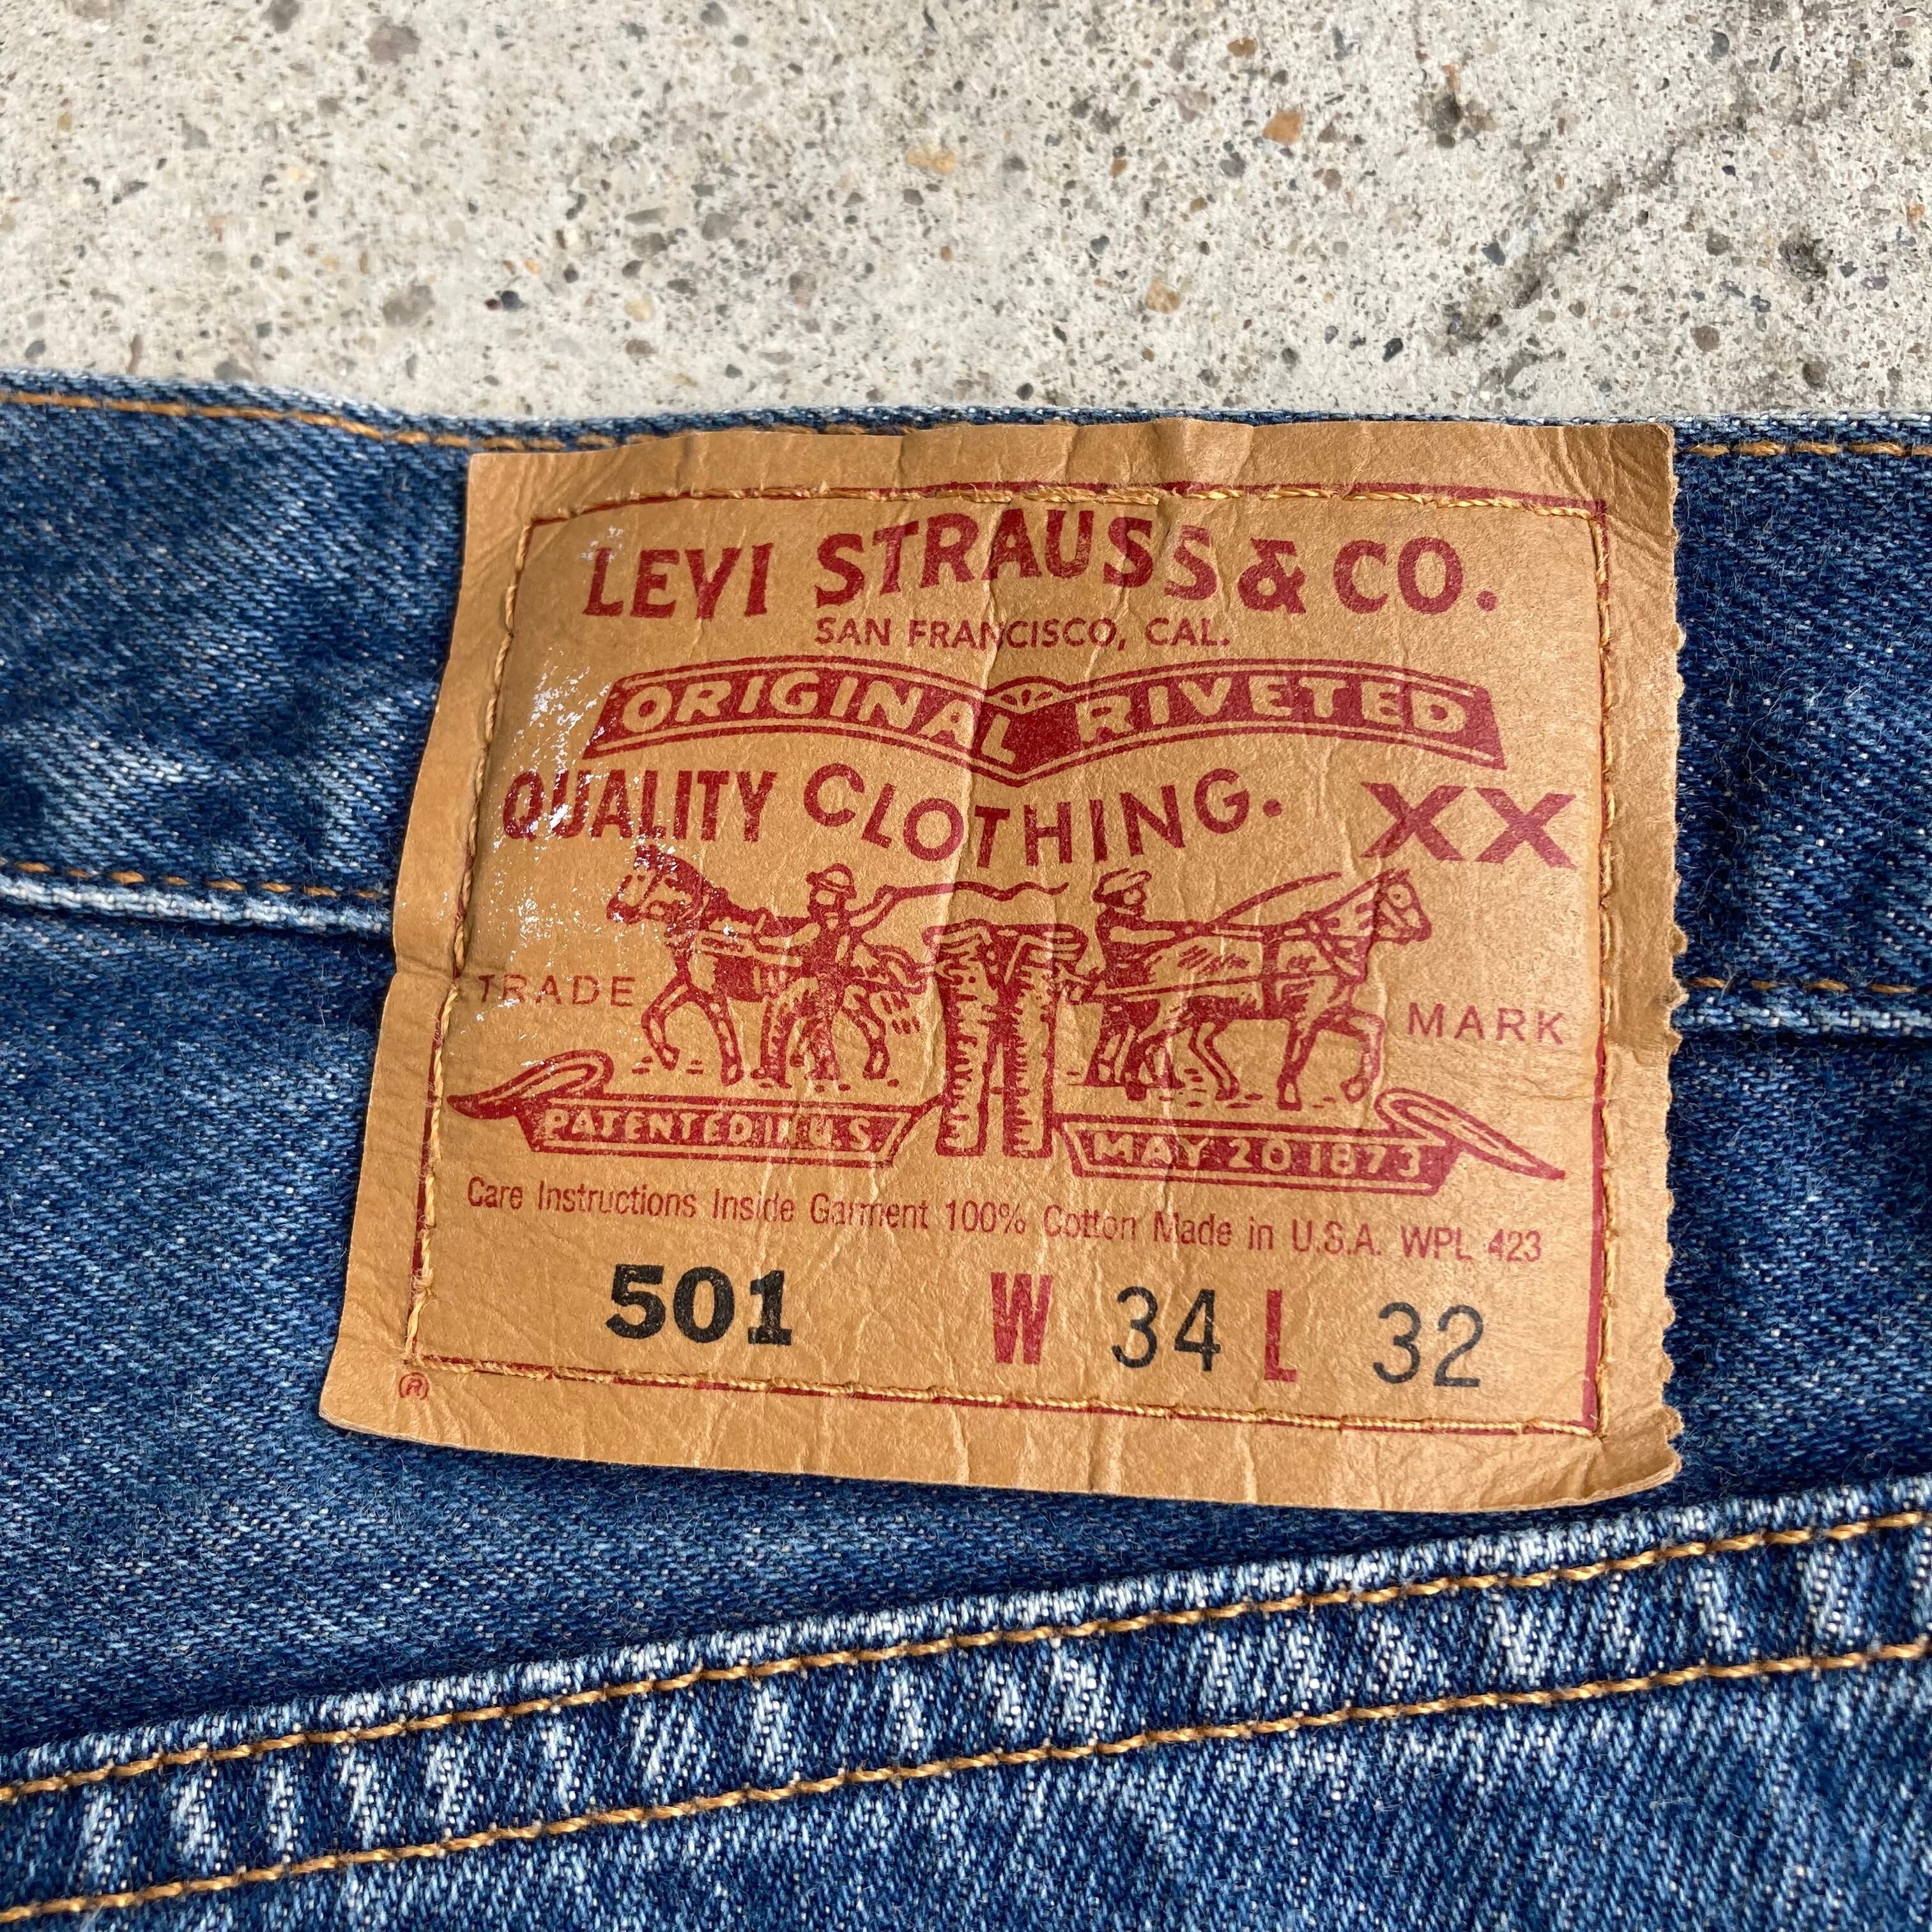 LEVI STRAUSS & CO.
SAN FRANCISCO, CAL.
ORIGINAL RIVETED
QUALITY CLOTHING. XX
TRADE MARK
PATENTED IN U.S. MAY 20 1873
Care Instructions Inside Garment 100% Cotton Made in U.S.A. WPL 423
501 W 34 L 32
®